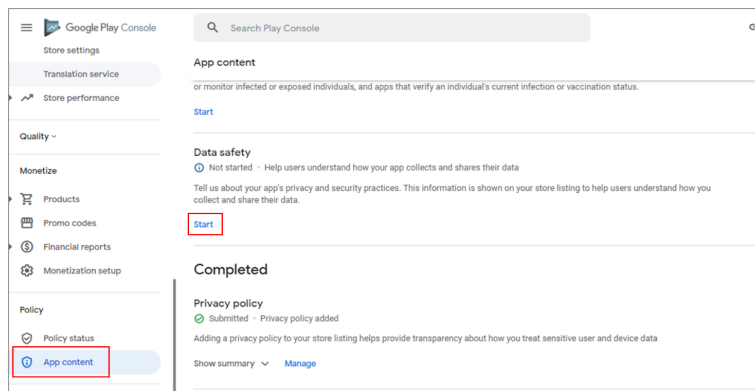 Google Play Console
Search Play Console
Store settings
Translation service
Store performance
Quality
Monetize
Products
Promo codes
Financial reports
Monetization setup
Policy
Policy status
App content
App content
or monitor infected or exposed individuals, and apps that verify an individual's current infection or vaccination status.
Start
Data safety
Not started • Help users understand how your app collects and shares their data
Tell us about your app's privacy and security practices. This information is shown on your store listing to help users understand how you
collect and share their data.
Start
Completed
Privacy policy
Submitted • Privacy policy added
Adding a privacy policy to your store listing helps provide transparency about how you treat sensitive user and device data
Show summary
Manage